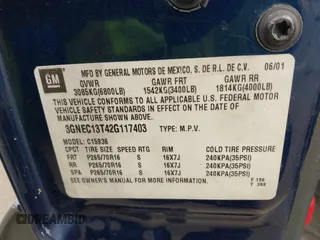 GM
MFD BY GENERAL MOTORS DE MEXICO, S. DE R.L. DE C.V. 06/01
GVWR GAWR FRT GAWR RR
3085KG(6800LB) 1542KG(3400LB) 1814KG(4000LB)
THIS VEHICLE CONFORMS TO ALL APPLICABLE U.S. FEDERAL MOTOR
VEHICLE SAFETY STANDARDS IN EFFECT ON THE DATE OF
MANUFACTURE SHOWN ABOVE.
3GNEC13T42G117403 TYPE: M.P.V.
MODEL: C15936
CPCT TIRE SIZE SPEED RTG RIM COLD TIRE PRESSURE
FRT P265/70R16 S 16X7J 240KPA(35PSI)
RR P265/70R16 S 16X7J 240KPA(35PSI)
SPA P265/70R16 S 16X7J 240KPA(35PSI)
SEE OWNER'S MANUAL FOR MORE INFORMATION.